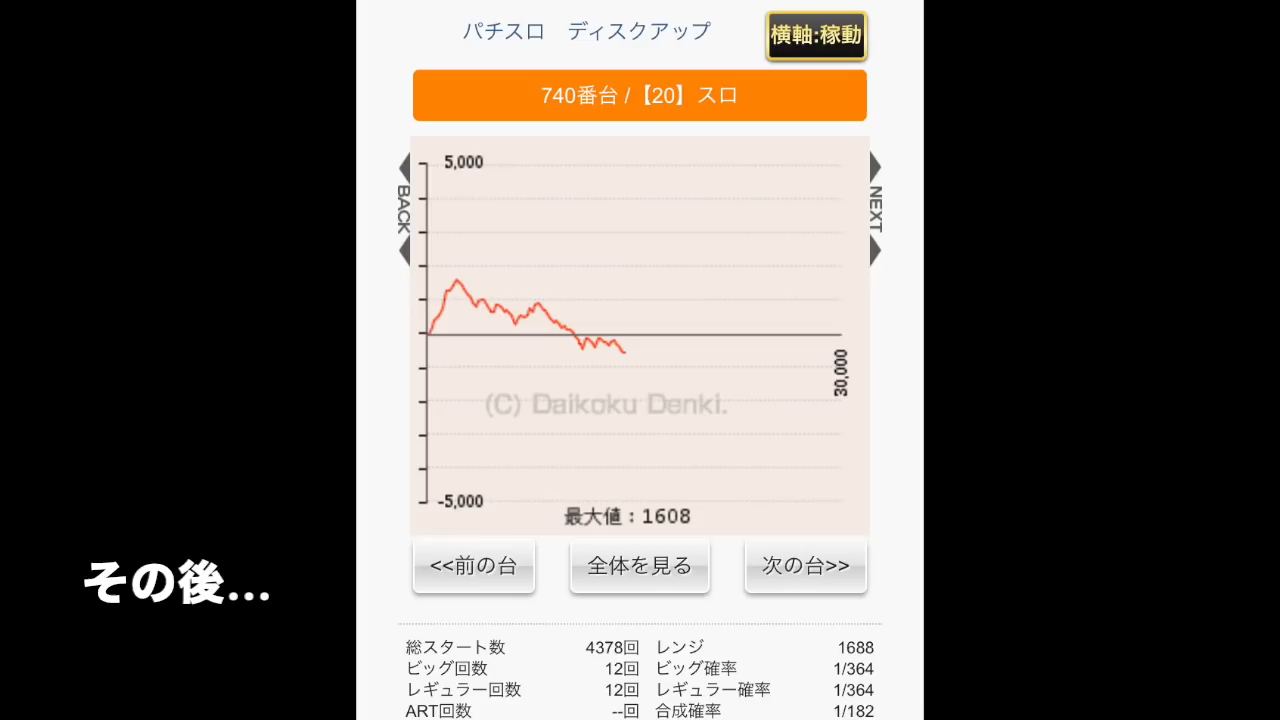 パチスロ　ディスクアップ
横軸:稼動
740番台 /【20】スロ
5,000
BACK
NEXT
30,000
(C) Daikoku Denki.
-5,000
最大値：1608
<<前の台
全体を見る
次の台>>
その後...
総スタート数 4378回 レンジ 1688
ビッグ回数 12回 ビッグ確率 1/364
レギュラー回数 12回 レギュラー確率 1/364
ART回数 --回 合成確率 1/182